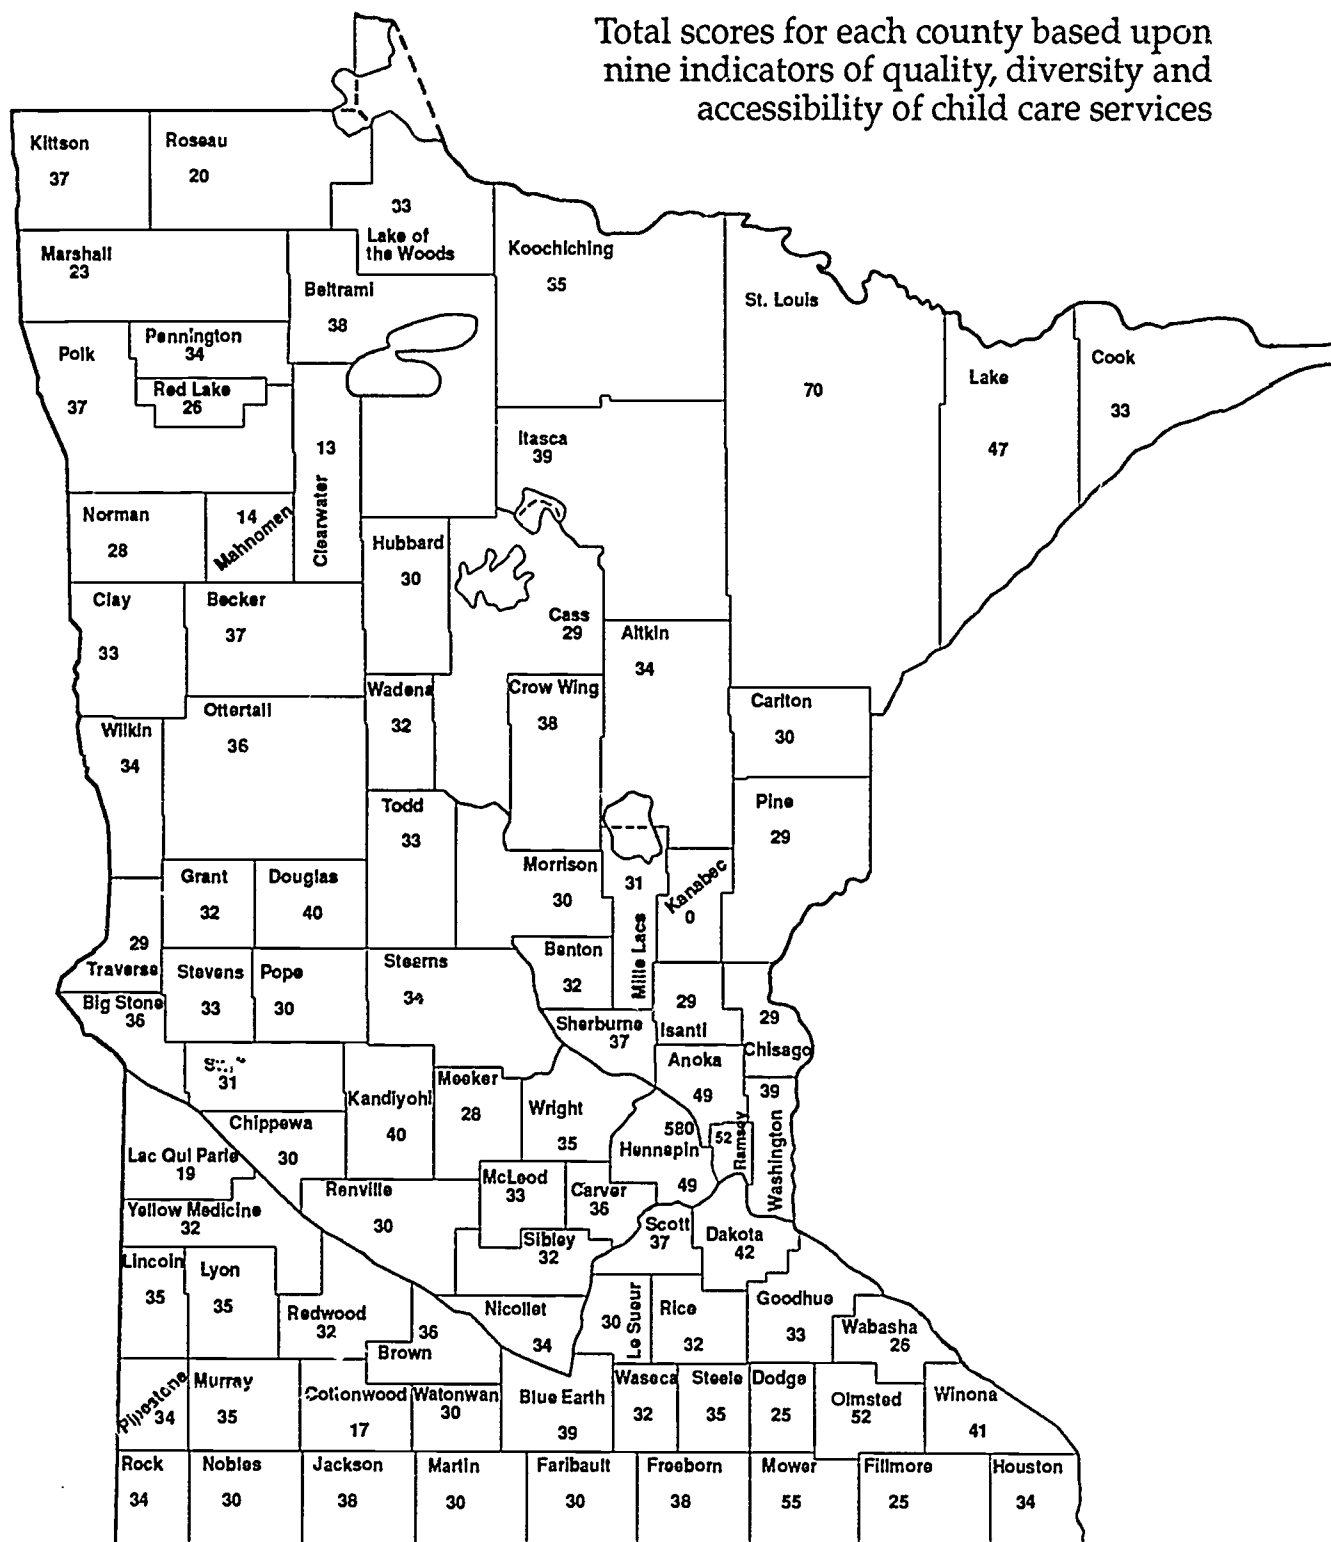 Total scores for each county based upon
nine indicators of quality, diversity and
accessibility of child care services
Kittson
37
Roseau
20
33
Lake of
the Woods
Marshall
23
Koochiching
35
Beltrami
38
St. Louis
70
Pennington
34
Polk
37
Red Lake
26
Lake
47
Cook
33
13
Clearwater
Itasca
39
Norman
28
14
Mahnomen
Hubbard
30
Clay
33
Becker
37
Cass
29
Aitkin
34
Wadena
32
Crow Wing
38
Carlton
30
Ottertail
36
Wilkin
34
Todd
33
Pine
29
Morrison
30
31
Mille Lacs
Kanabec
0
Grant
32
Douglas
40
29
Traverse
Stevens
33
Pope
30
Stearns
34
Benton
32
Big Stone
36
Sherburne
37
29
Isanti
29
Chisago
31
Kandiyohi
40
Meeker
28
Wright
35
Anoka
49
39
Washington
Chippewa
30
580
Hennepin
49
52
Ramsey
Lac Qui Parle
19
Renville
30
McLeod
33
Carver
36
Yellow Medicine
32
Scott
37
Dakota
42
Sibley
32
Lincoln
35
Lyon
35
Redwood
32
36
Brown
Nicollet
34
30
Le Sueur
Rice
32
Goodhue
33
Wabasha
26
Pipestone
34
Murray
35
Cottonwood
17
Watonwan
30
Blue Earth
39
Waseca
32
Steele
35
Dodge
25
Olmsted
52
Winona
41
Rock
34
Nobles
30
Jackson
38
Martin
30
Faribault
30
Freeborn
38
Mower
55
Fillmore
25
Houston
34